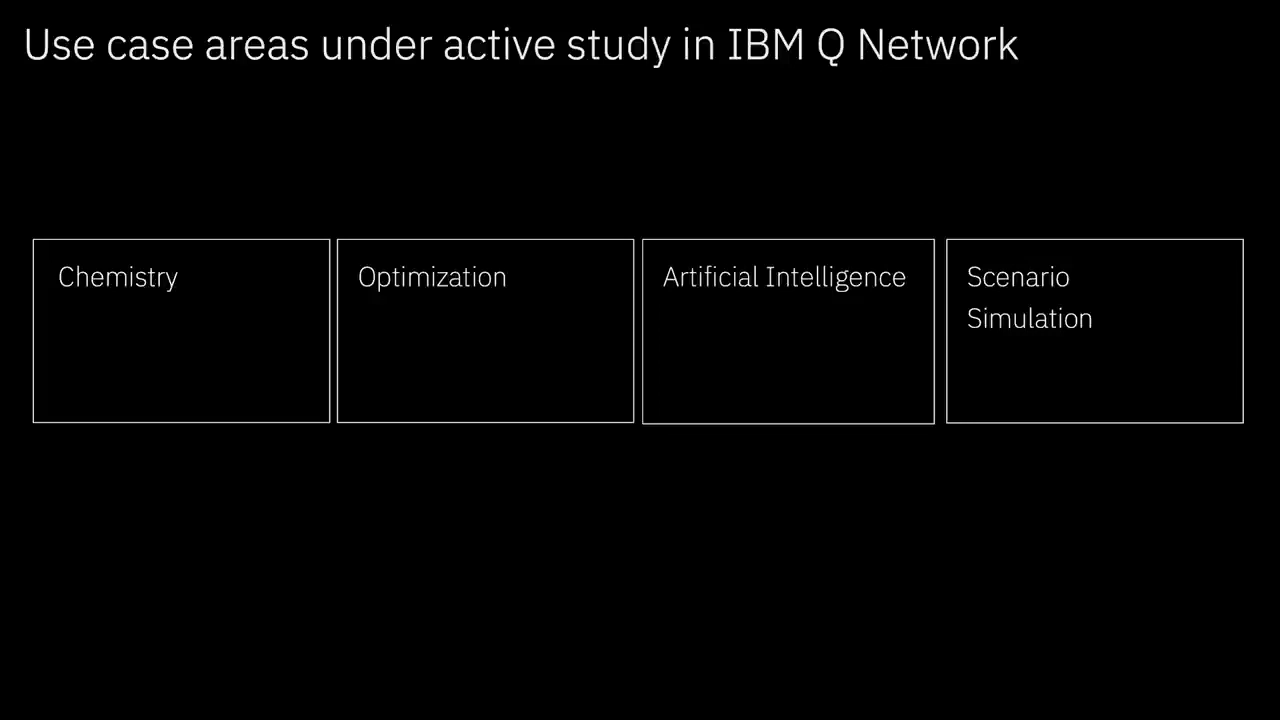 Use case areas under active study in IBM Q Network
Chemistry
Optimization
Artificial Intelligence
Scenario
Simulation